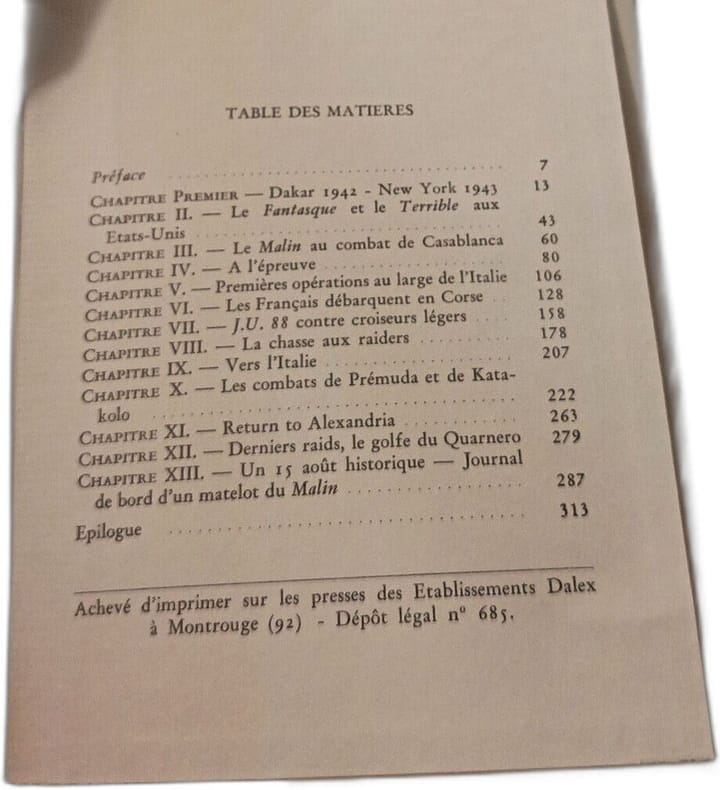 TABLE DES MATIERES
Préface . . . . . . . . . . . . . . . . . . . . . . . . . . . . . . 7
CHAPITRE PREMIER — Dakar 1942 - New York 1943 13
CHAPITRE II. — Le Fantasque et le Terrible aux
Etats-Unis . . . . . . . . . . . . . . . . . . . . . . . . . . 43
CHAPITRE III. — Le Malin au combat de Casablanca 60
CHAPITRE IV. — A l'épreuve . . . . . . . . . . . . . . . . 80
CHAPITRE V. — Premières opérations au large de l'Italie 106
CHAPITRE VI. — Les Français débarquent en Corse . . 128
CHAPITRE VII. — J.U. 88 contre croiseurs légers . . . . 158
CHAPITRE VIII. — La chasse aux raiders . . . . . . . . . . 178
CHAPITRE IX. — Vers l'Italie . . . . . . . . . . . . . . . . 207
CHAPITRE X. — Les combats de Prémuda et de Kata-
kolo . . . . . . . . . . . . . . . . . . . . . . . . . . . . . . 222
CHAPITRE XI. — Return to Alexandria . . . . . . . . . . . 263
CHAPITRE XII. — Derniers raids, le golfe du Quarnero 279
CHAPITRE XIII. — Un 15 août historique — Journal
de bord d'un matelot du Malin . . . . . . . . . . . . . . . 287
Epilogue . . . . . . . . . . . . . . . . . . . . . . . . . . . . 313
Achevé d'imprimer sur les presses des Etablissements Dalex
à Montrouge (92) - Dépôt légal n° 685.